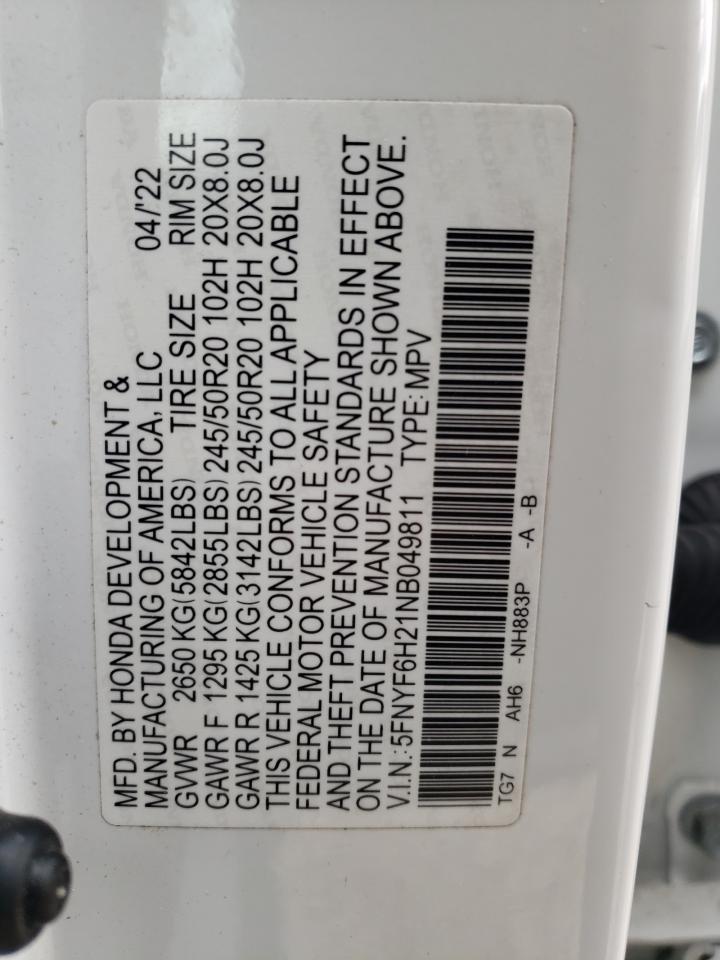 MFD. BY HONDA DEVELOPMENT &
MANUFACTURING OF AMERICA, LLC 04/'22
GVWR 2650 KG(5842LBS) TIRE SIZE RIM SIZE
GAWR F 1295 KG(2855LBS) 245/50R20 102H 20X8.0J
GAWR R 1425 KG(3142LBS) 245/50R20 102H 20X8.0J
THIS VEHICLE CONFORMS TO ALL APPLICABLE
FEDERAL MOTOR VEHICLE SAFETY
AND THEFT PREVENTION STANDARDS IN EFFECT
ON THE DATE OF MANUFACTURE SHOWN ABOVE.
V.I.N.:5FNYF6H21NB049811 TYPE:MPV
TG7 N AH6 -NH883P -A -B